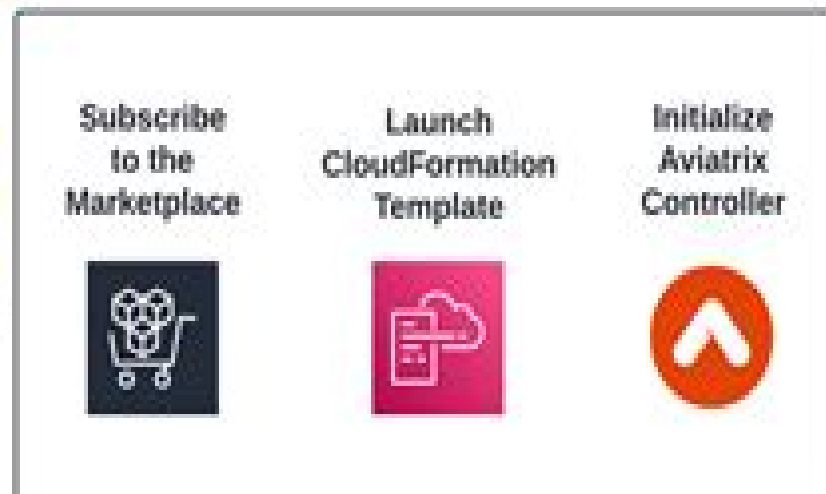 Subscribe
to the
Marketplace
Launch
CloudFormation
Template
Initialize
Aviatrix
Controller